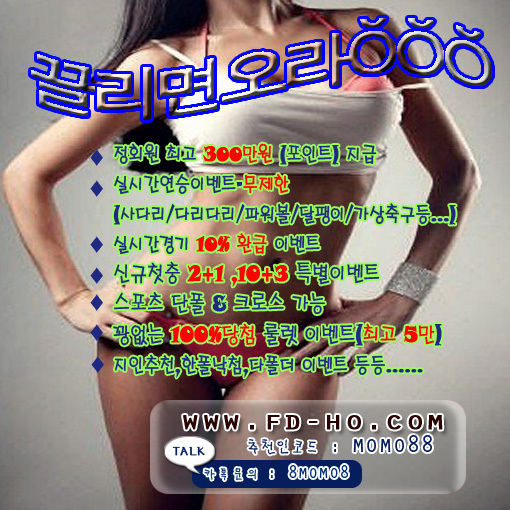 끌리면오라ŎŎŎ
정회원 최고 300만원 [포인트] 지급
실시간연승이벤트-무제한
[사다리/다리다리/파워볼/달팽이/가상축구등...]
실시간경기 10% 환급 이벤트
신규첫충 2+1 ,10+3 특별이벤트
스포츠 단폴 & 크로스 가능
꽝없는 100%당첨 룰렛 이벤트[최고 5만]
지인추천,한폴낙첨,다폴더 이벤트 등등......
WWW.FD-HO.COM
추천인코드 : MOMO88
TALK
카톡문의 : 8MOMO8